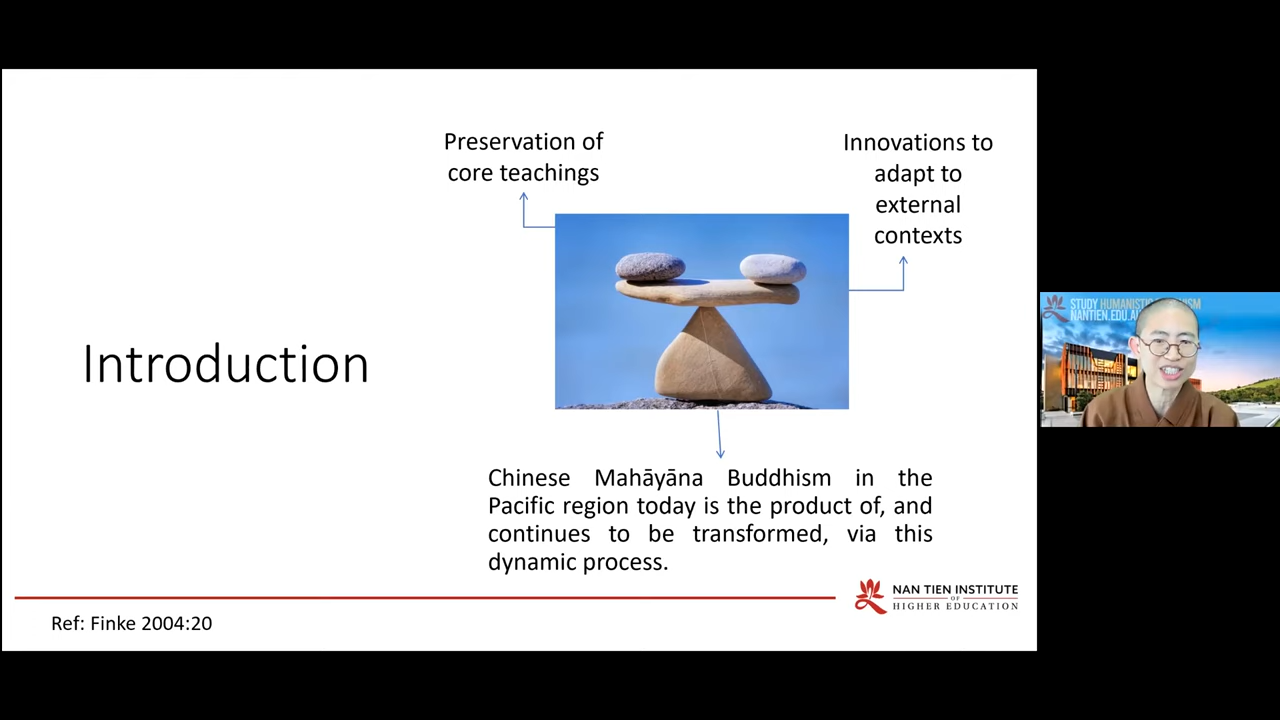 Preservation of
core teachings
Innovations to
adapt to
external
contexts
Introduction
Chinese Mahāyāna Buddhism in the
Pacific region today is the product of, and
continues to be transformed, via this
dynamic process.
NAN TIEN INSTITUTE
OF
HIGHER EDUCATION
Ref: Finke 2004:20
STUDY HUMANISTIC
NANTIEN.EDU.AU